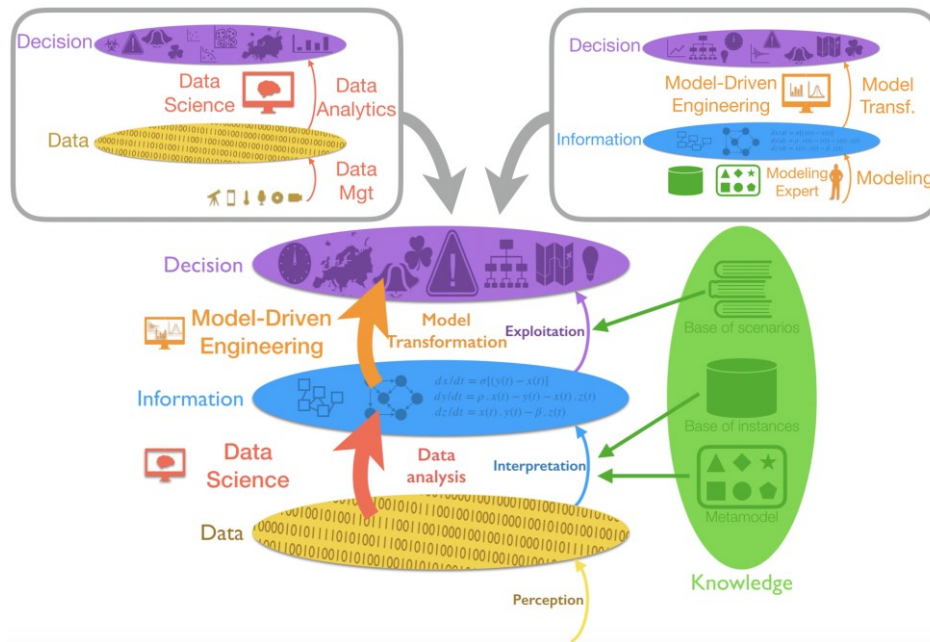 Decision
Data
Science
Data
Analytics
Data
Data
Mgt
Decision
Model-Driven
Engineering
Model
Transf.
Information
Modeling
Expert
Modeling
Decision
Model-Driven
Engineering
Model
Transformation
Exploitation
Base of scenarios
Information
dx/dt = σ[(y(t) − x(t)]
dy/dt = ρ . x(t) − y(t) − x(t) . z(t)
dz/dt = x(t) . y(t) − β . z(t)
Base of instances
Data
Science
Data
analysis
Interpretation
Metamodel
Data
Knowledge
Perception